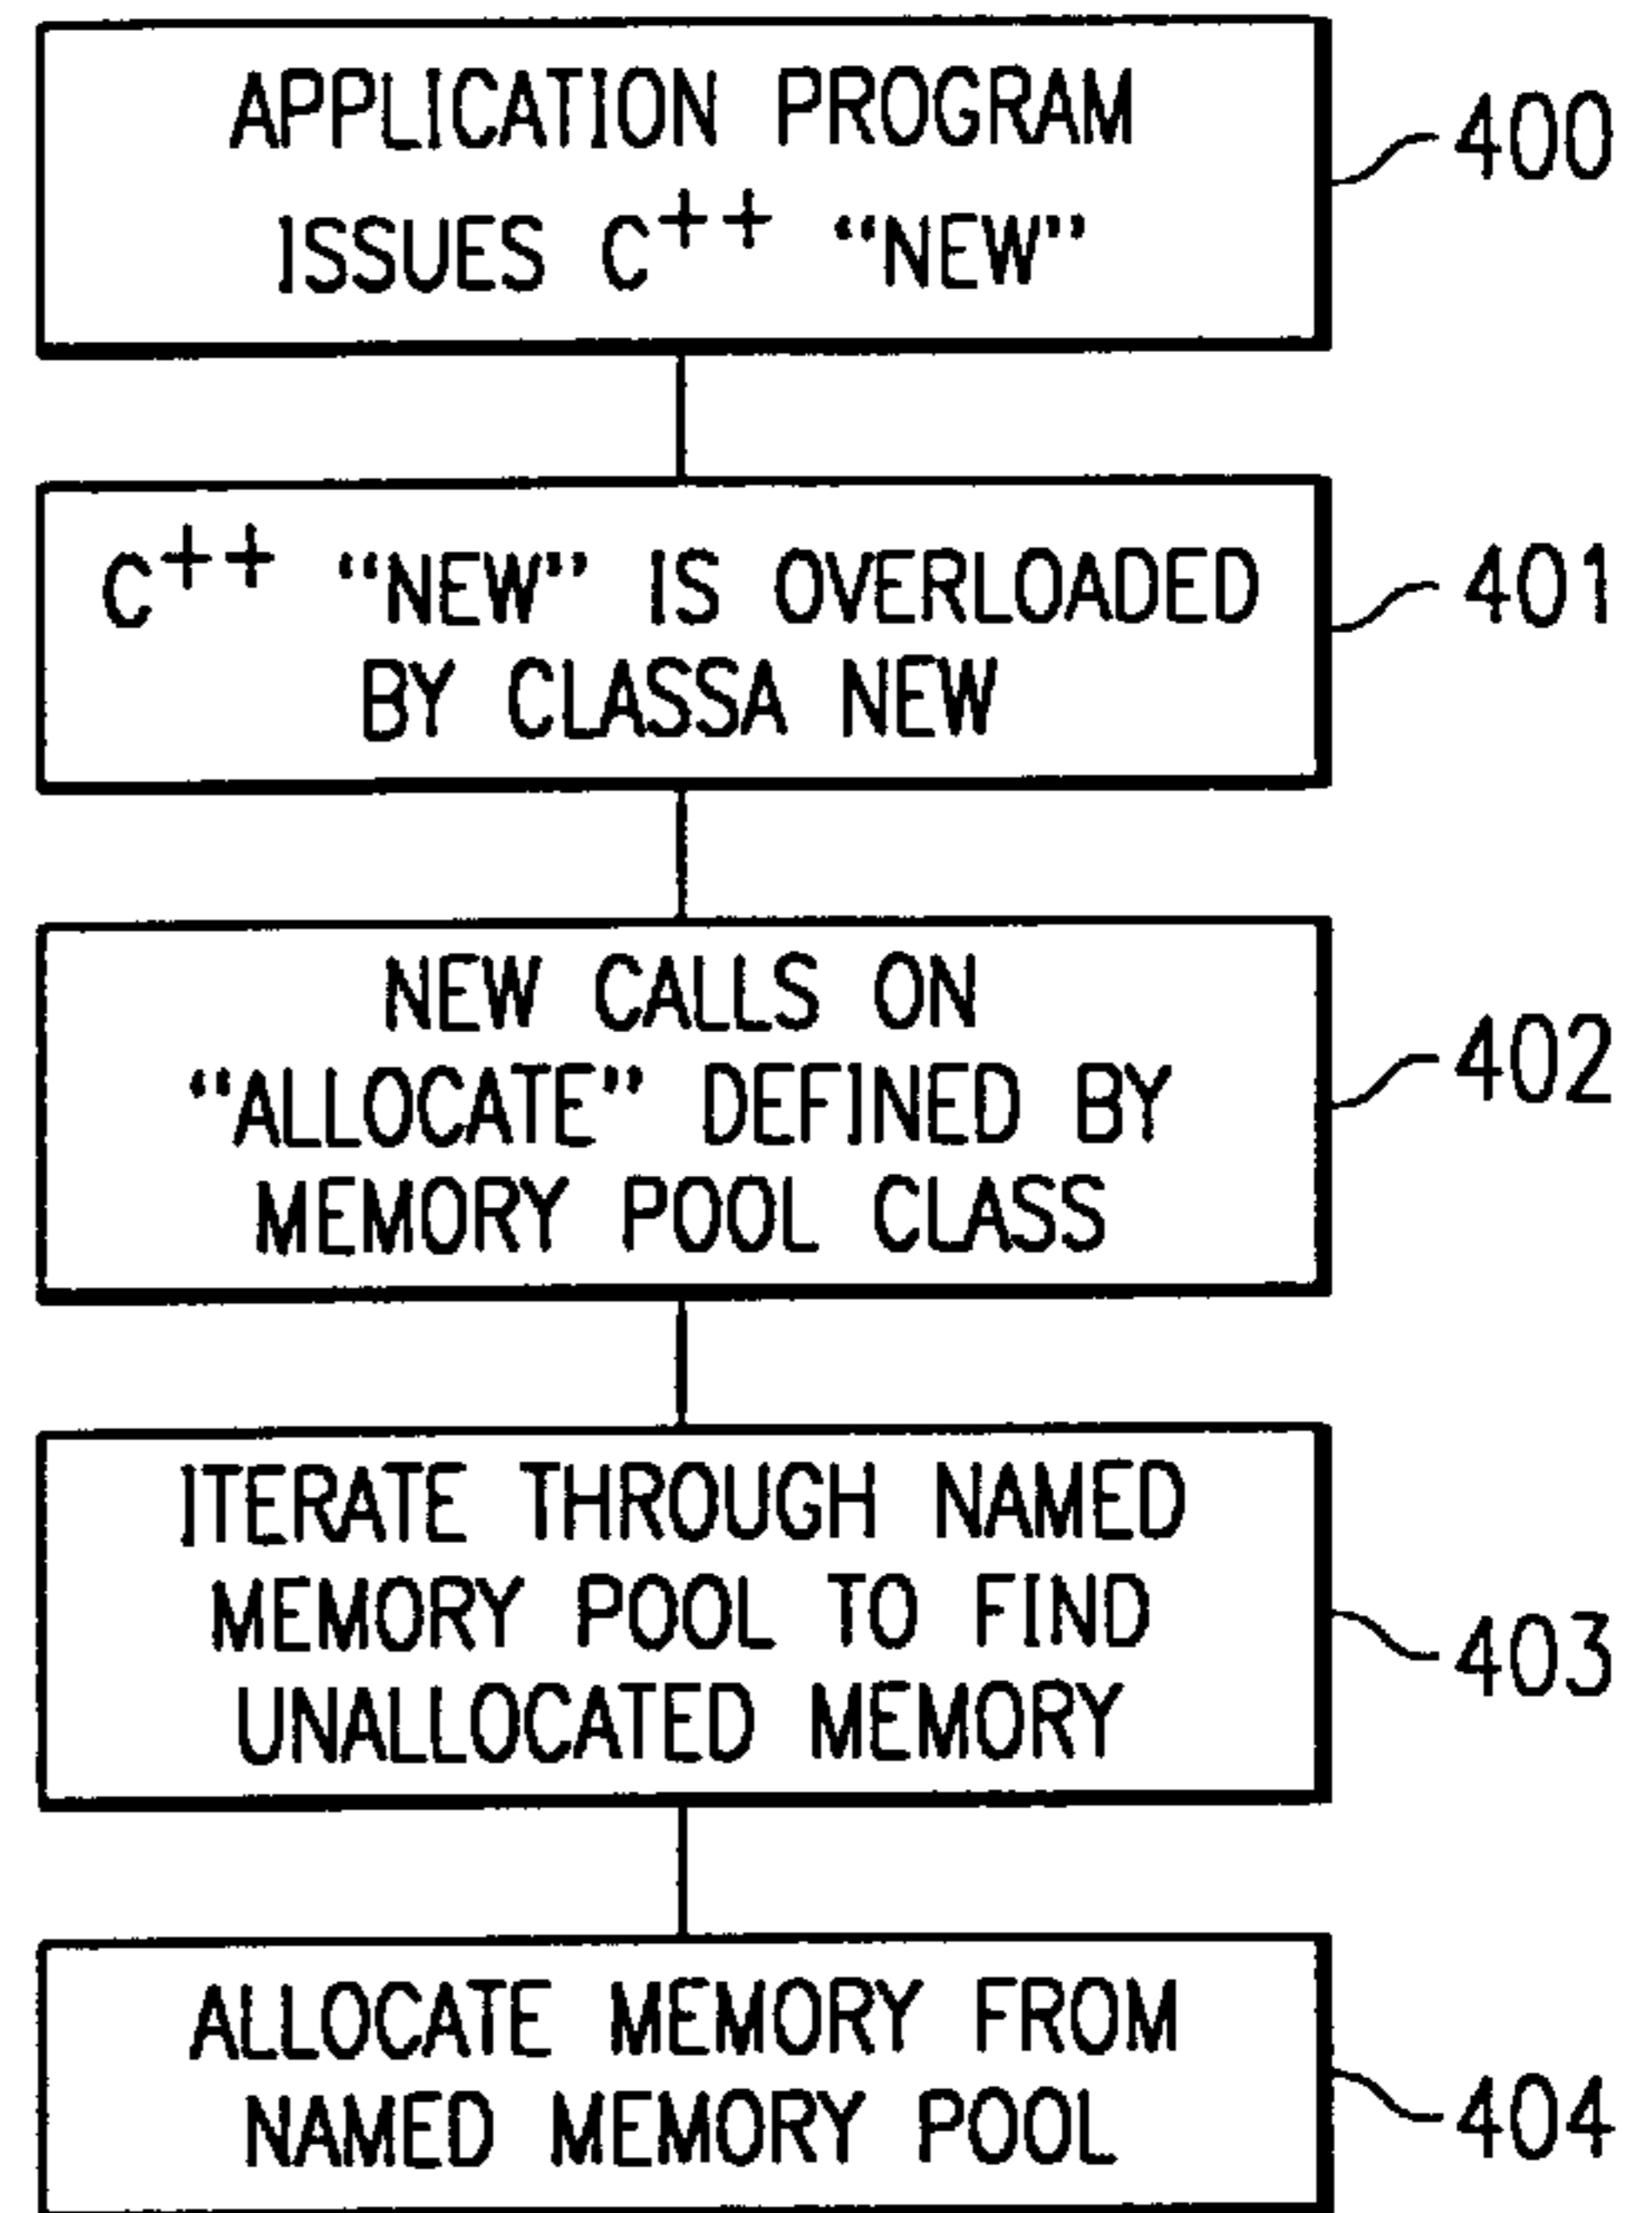 APPLICATION PROGRAM
ISSUES C++ “NEW”
400
C++ “NEW” IS OVERLOADED
BY CLASSA NEW
401
NEW CALLS ON
“ALLOCATE” DEFINED BY
MEMORY POOL CLASS
402
ITERATE THROUGH NAMED
MEMORY POOL TO FIND
UNALLOCATED MEMORY
403
ALLOCATE MEMORY FROM
NAMED MEMORY POOL
404